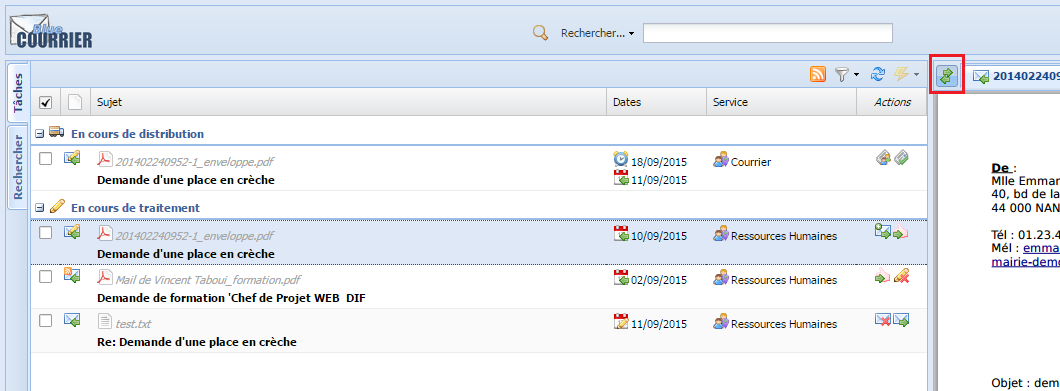 blue
COURRIER
Rechercher...
Tâches
Rechercher
20140224095
Sujet
Dates
Service
Actions
En cours de distribution
201402240952-1_enveloppe.pdf
18/09/2015
Courrier
Demande d'une place en crèche
11/09/2015
En cours de traitement
201402240952-1_enveloppe.pdf
10/09/2015
Ressources Humaines
Demande d'une place en crèche
Mail de Vincent Taboui_formation.pdf
02/09/2015
Ressources Humaines
Demande de formation 'Chef de Projet WEB DIF
test.txt
11/09/2015
Ressources Humaines
Re: Demande d'une place en crèche
De :
Mlle Emmar
40, bd de la
44 000 NAN
Tél : 01.23.4
Mél : emma
mairie-demo
Objet : dem